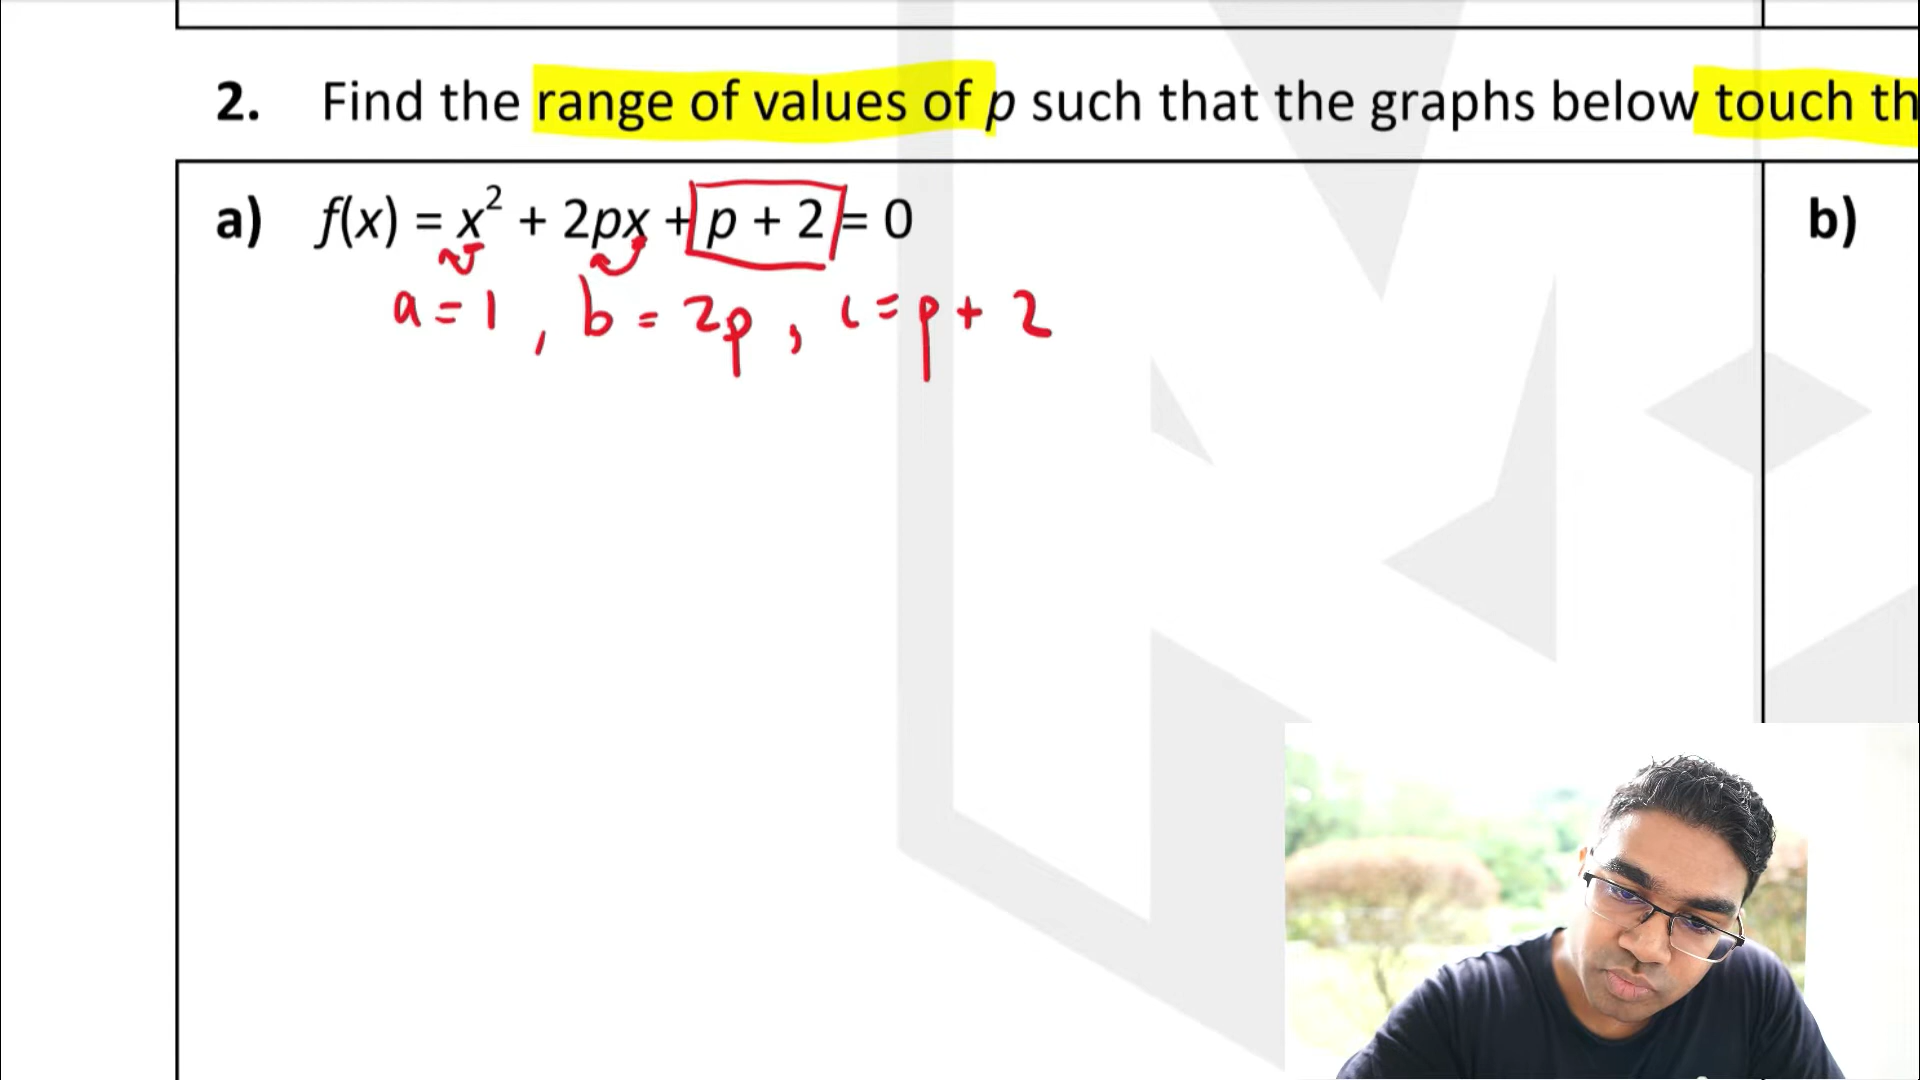 2. Find the range of values of p such that the graphs below touch th
a) f(x) = x² + 2px + p + 2 = 0
b)
a = 1 , b = 2p , c = p + 2